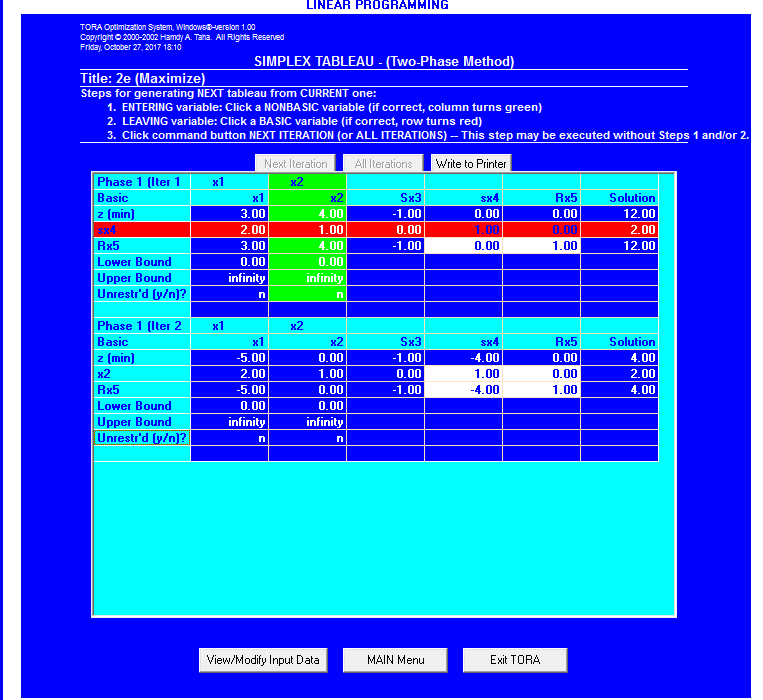 LINEAR PROGRAMMING
TORA Optimization System, Windows®-version 1.00
Copyright © 2000-2002 Hamdy A. Taha. All Rights Reserved
Friday, October 27, 2017 18:10
SIMPLEX TABLEAU - (Two-Phase Method)
Title: 2e (Maximize)
Steps for generating NEXT tableau from CURRENT one:
1. ENTERING variable: Click a NONBASIC variable (if correct, column turns green)
2. LEAVING variable: Click a BASIC variable (if correct, row turns red)
3. Click command button NEXT ITERATION (or ALL ITERATIONS) -- This step may be executed without Steps 1 and/or 2.
Next Iteration All Iterations Write to Printer
Phase 1 (Iter 1 x1 x2
Basic x1 x2 Sx3 sx4 Rx5 Solution
z (min) 3.00 4.00 -1.00 0.00 0.00 12.00
sx4 2.00 1.00 0.00 1.00 0.00 2.00
Rx5 3.00 4.00 -1.00 0.00 1.00 12.00
Lower Bound 0.00 0.00
Upper Bound infinity infinity
Unrestr'd (y/n)? n n
Phase 1 (Iter 2 x1 x2
Basic x1 x2 Sx3 sx4 Rx5 Solution
z (min) -5.00 0.00 -1.00 -4.00 0.00 4.00
x2 2.00 1.00 0.00 1.00 0.00 2.00
Rx5 -5.00 0.00 -1.00 -4.00 1.00 4.00
Lower Bound 0.00 0.00
Upper Bound infinity infinity
Unrestr'd (y/n)? n n
View/Modify Input Data MAIN Menu Exit TORA